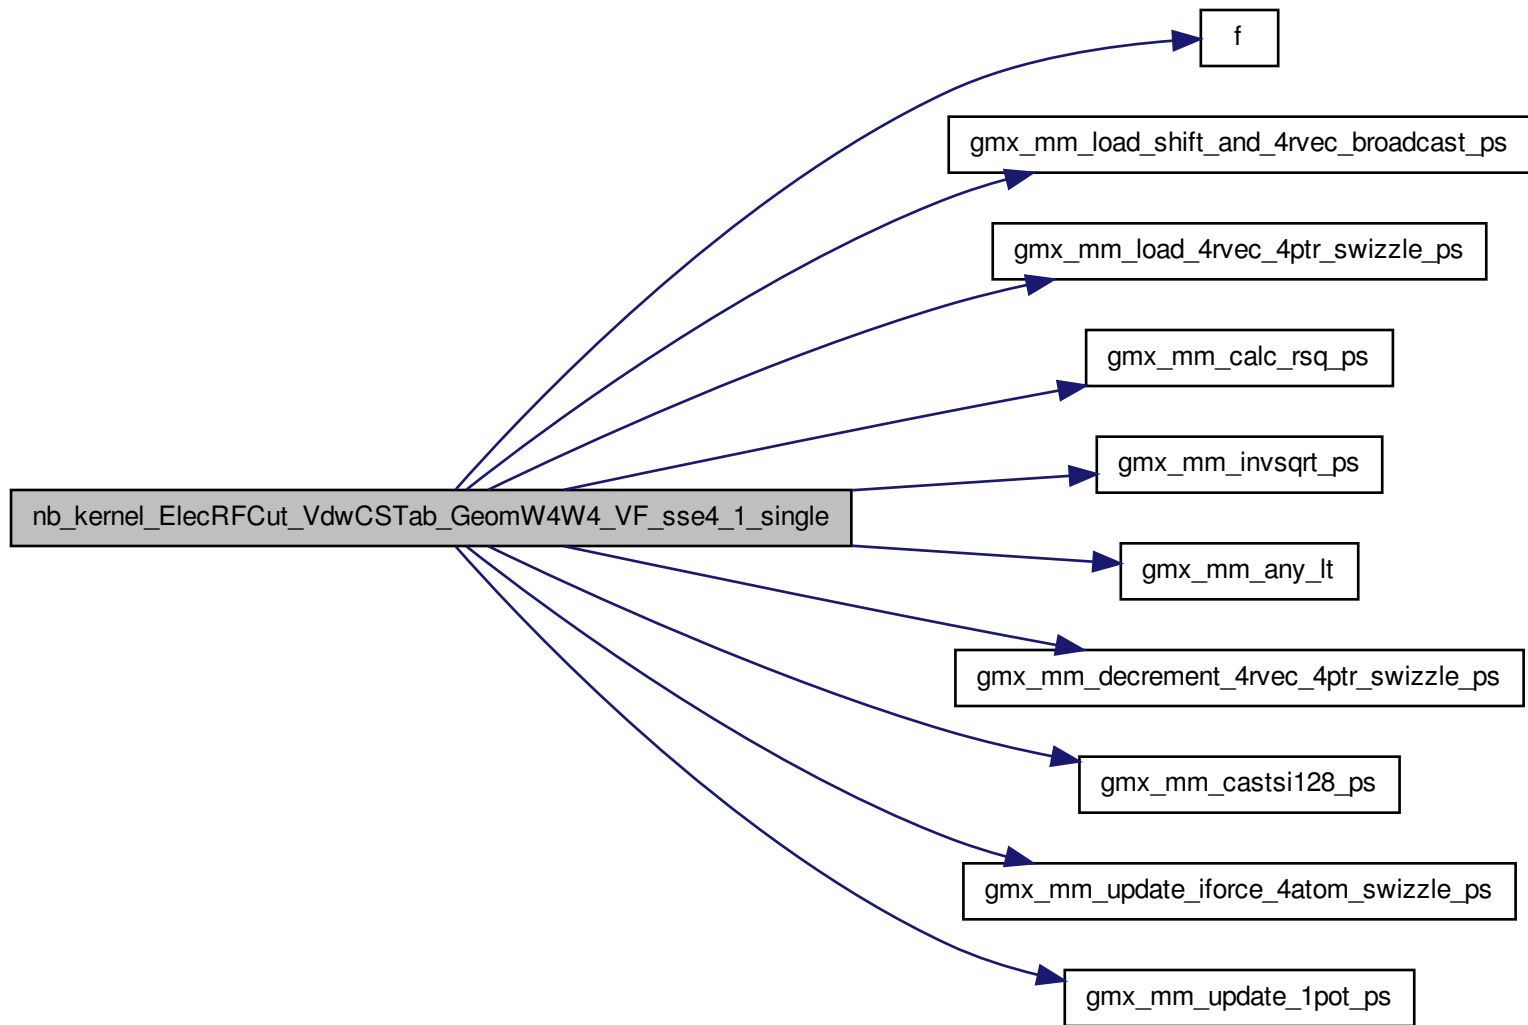 f
gmx_mm_load_shift_and_4rvec_broadcast_ps
gmx_mm_load_4rvec_4ptr_swizzle_ps
gmx_mm_calc_rsq_ps
gmx_mm_invsqrt_ps
nb_kernel_ElecRFCut_VdwCSTab_GeomW4W4_VF_sse4_1_single
gmx_mm_any_lt
gmx_mm_decrement_4rvec_4ptr_swizzle_ps
gmx_mm_castsi128_ps
gmx_mm_update_iforce_4atom_swizzle_ps
gmx_mm_update_1pot_ps